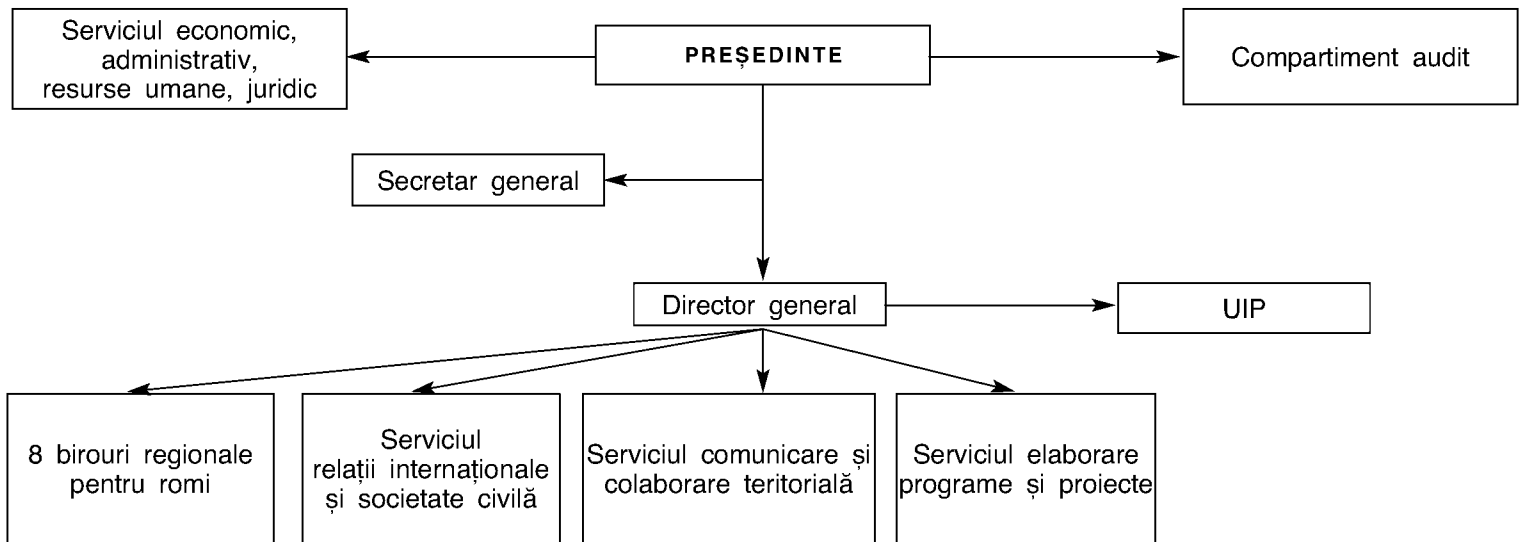 Serviciul economic,
administrativ,
resurse umane, juridic
PREȘEDINTE
Compartiment audit
Secretar general
Director general
UIP
8 birouri regionale
pentru romi
Serviciul
relații internaționale
și societate civilă
Serviciul comunicare și
colaborare teritorială
Serviciul elaborare
programe și proiecte